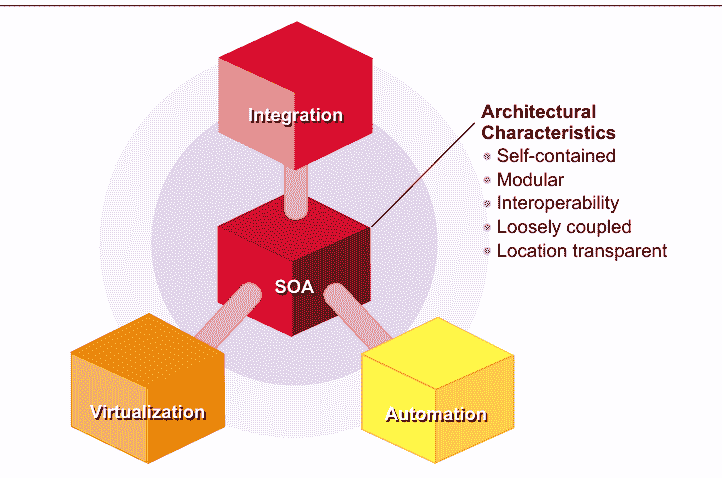 Integration
Architectural
Characteristics
Self-contained
Modular
Interoperability
Loosely coupled
Location transparent
SOA
Virtualization
Automation